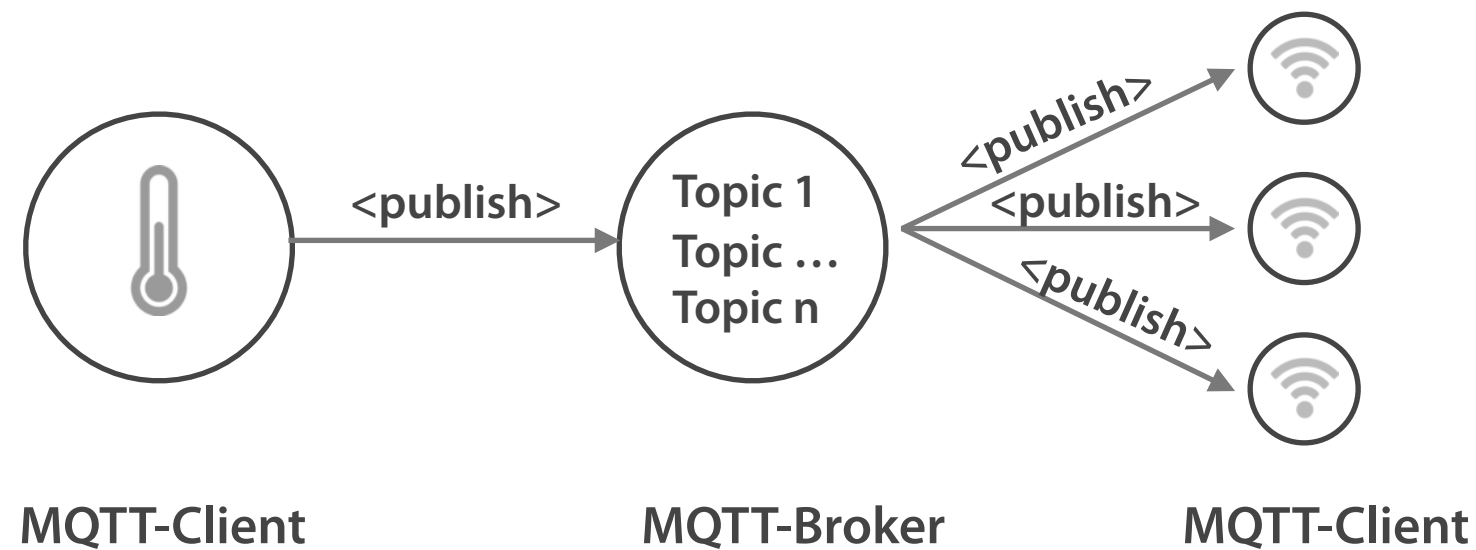 <publish>
Topic 1
Topic …
Topic n
<publish>
<publish>
<publish>
MQTT-Client
MQTT-Broker
MQTT-Client